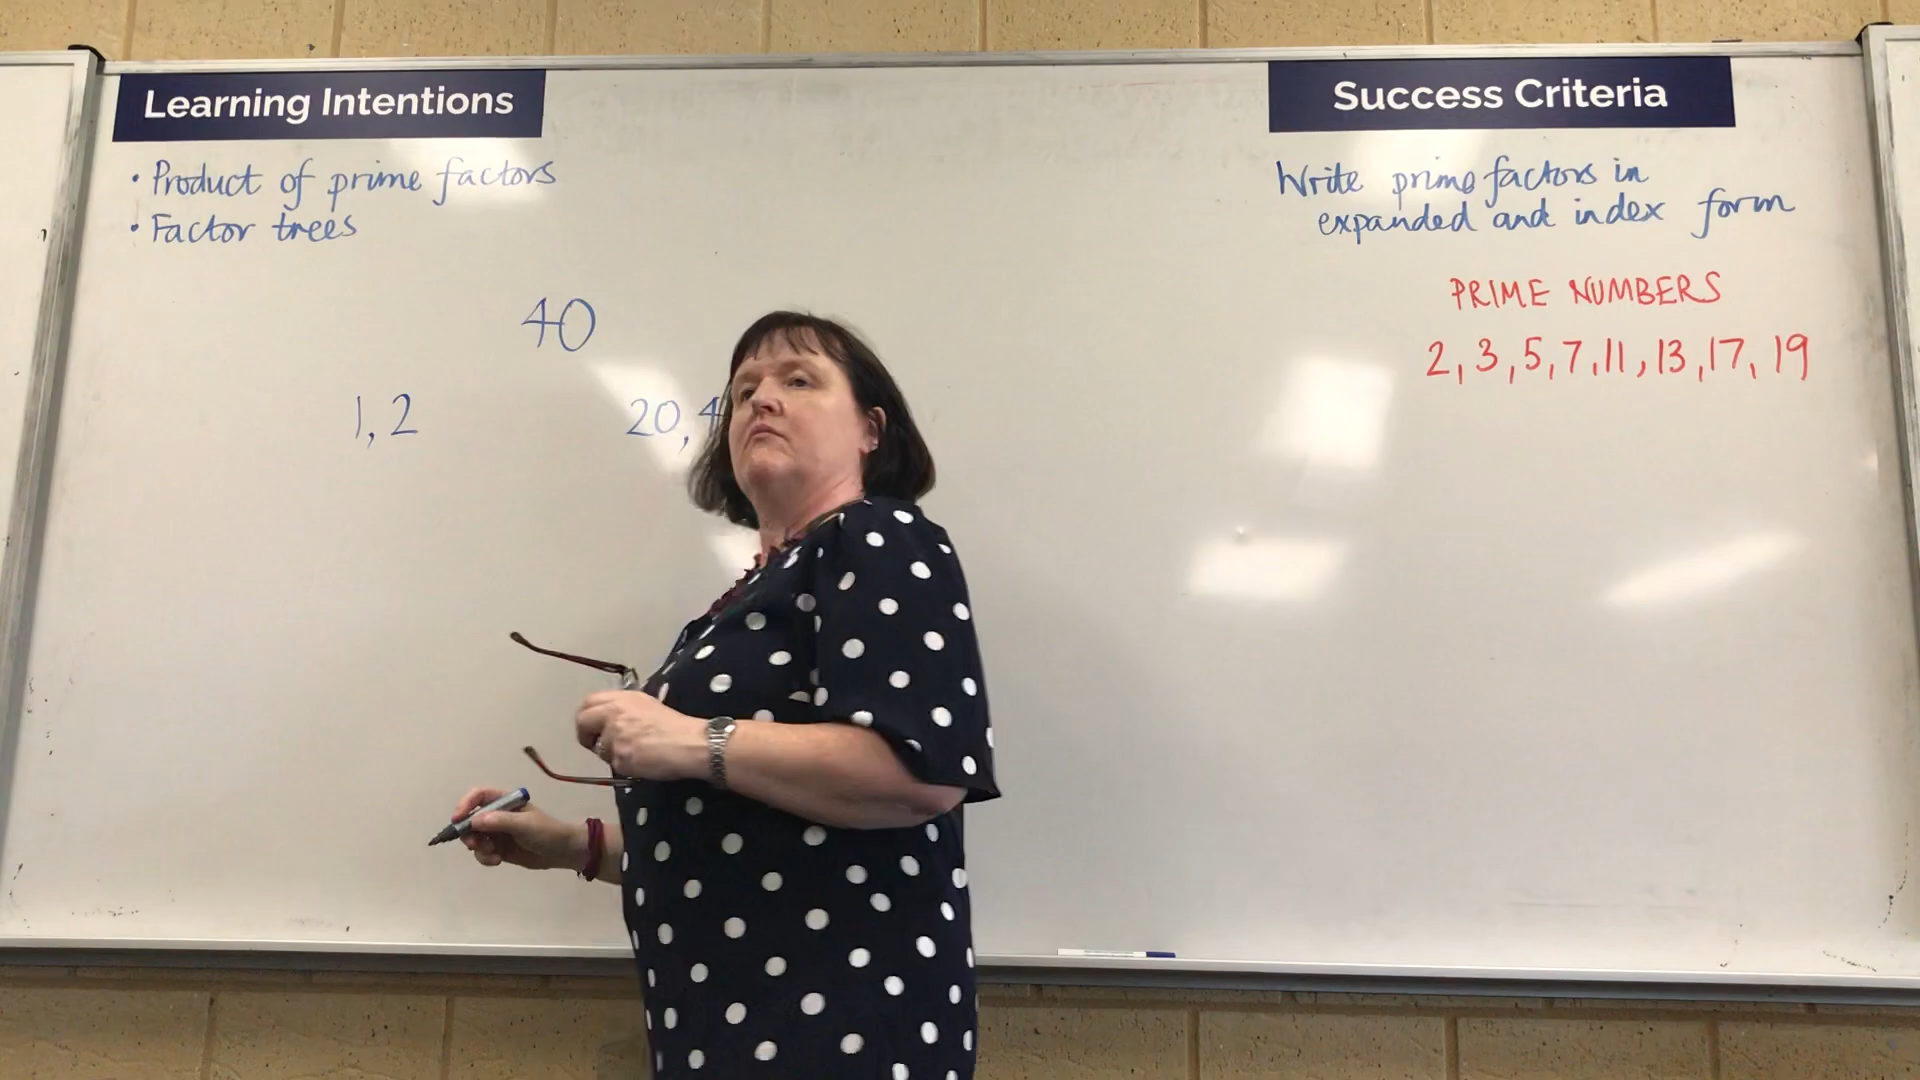 Learning Intentions
• Product of prime factors
• Factor trees
Success Criteria
Write prime factors in
expanded and index form
PRIME NUMBERS
2, 3, 5, 7, 11, 13, 17, 19
40
1, 2
20, 4